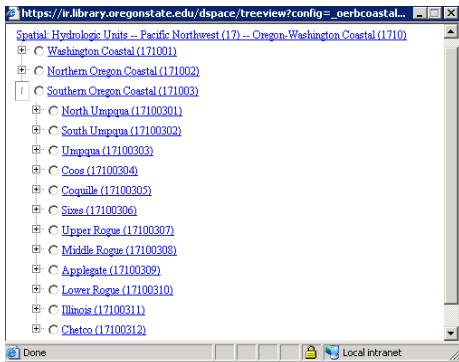 https://ir.library.oregonstate.edu/dspace/treeview?config=_oerbcoastal...
Spatial: Hydrologic Units -- Pacific Northwest (17) -- Oregon-Washington Coastal (1710)
Washington Coastal (171001)
Northern Oregon Coastal (171002)
Southern Oregon Coastal (171003)
North Umpqua (17100301)
South Umpqua (17100302)
Umpqua (17100303)
Coos (17100304)
Coquille (17100305)
Sixes (17100306)
Upper Rogue (17100307)
Middle Rogue (17100308)
Applegate (17100309)
Lower Rogue (17100310)
Illinois (17100311)
Chetco (17100312)
Done Local intranet